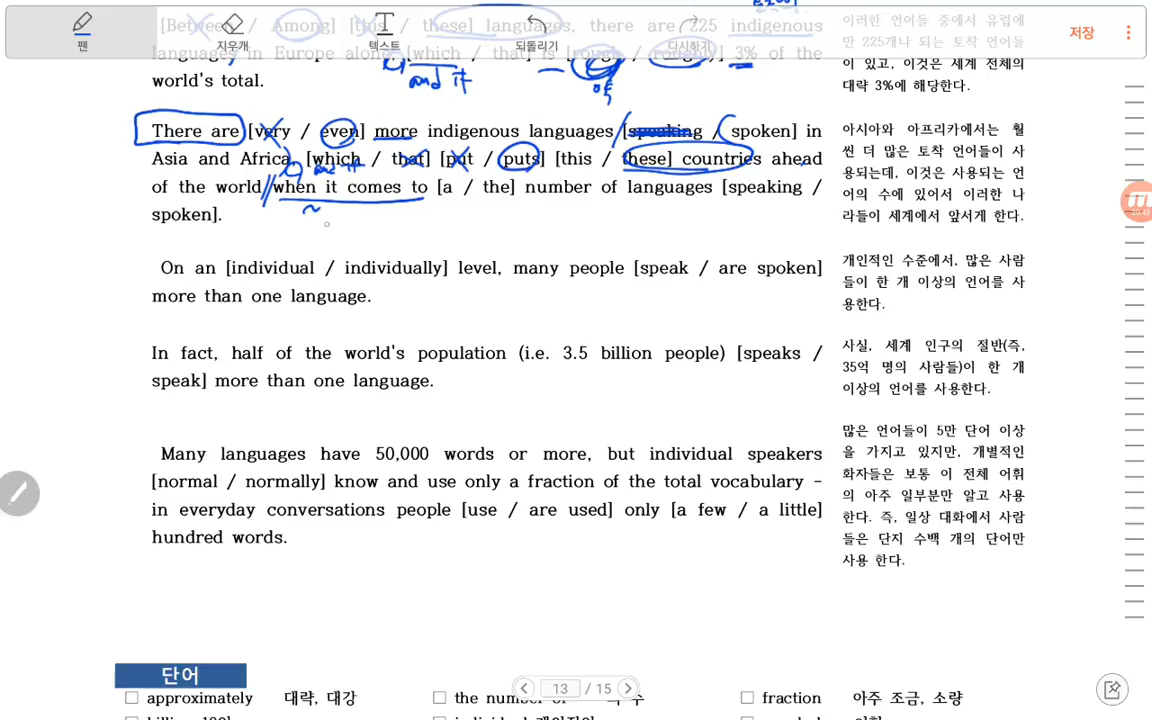 [Between / Among] [this / these] languages, there are 225 indigenous
languages in Europe alone, [which / that] is [rough / roughly] 3% of the
and it
world's total.
There are [very / even] more indigenous languages [speaking / spoken] in
Asia and Africa, [which / that] [put / puts] [this / these] countries ahead
and it
of the world when it comes to [a / the] number of languages [speaking /
spoken].
On an [individual / individually] level, many people [speak / are spoken]
more than one language.
In fact, half of the world's population (i.e. 3.5 billion people) [speaks /
speak] more than one language.
Many languages have 50,000 words or more, but individual speakers
[normal / normally] know and use only a fraction of the total vocabulary -
in everyday conversations people [use / are used] only [a few / a little]
hundred words.
이러한 언어들 중에서 유럽에
만 225개나 되는 토착 언어들이
이 있고, 이것은 세계 전체의
대략 3%에 해당한다.
아시아와 아프리카에서는 훨
씬 더 많은 토착 언어들이 사
용되는데, 이것은 사용되는 언
어의 수에 있어서 이러한 나
라들이 세계에서 앞서게 한다.
개인적인 수준에서, 많은 사람
들이 한 개 이상의 언어를 사
용한다.
사실, 세계 인구의 절반(즉,
35억 명의 사람들)이 한 개
이상의 언어를 사용한다.
많은 언어들이 5만 단어 이상
을 가지고 있지만, 개별적인
화자들은 보통 이 전체 어휘
의 아주 일부분만 알고 사용
한다. 즉, 일상 대화에서 사람
들은 단지 수백 개의 단어만
사용 한다.
펜
지우개
텍스트
되돌리기
다시하기
저장
단어
□ approximately 대략, 대강
□ the number of 수
□ fraction 아주 조금, 소량
13 / 15